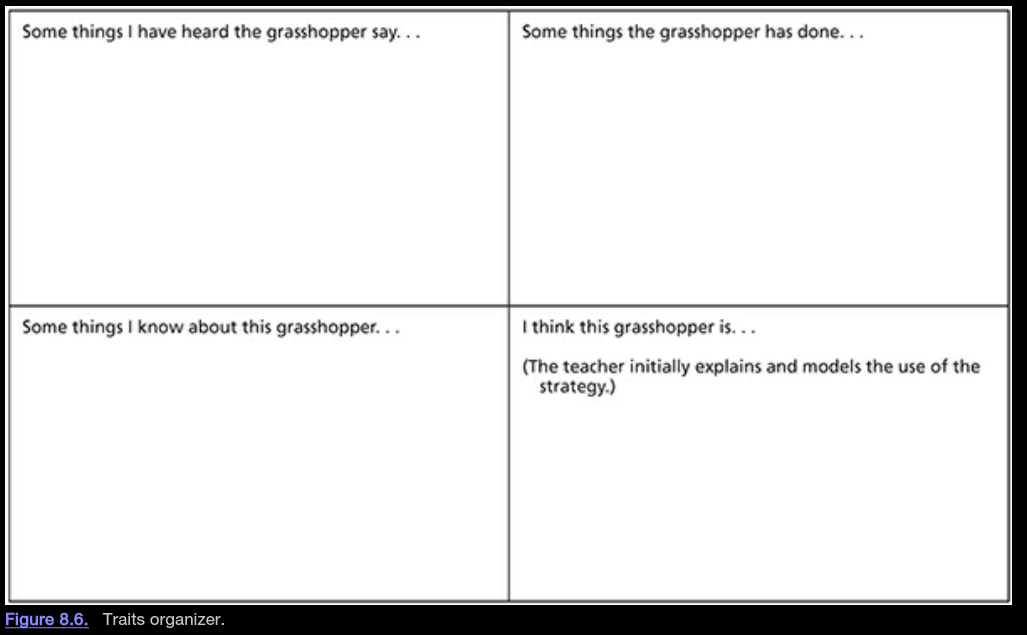 Some things I have heard the grasshopper say. . .
Some things the grasshopper has done. . .
Some things I know about this grasshopper. . .
I think this grasshopper is. . .
(The teacher initially explains and models the use of the
strategy.)
Figure 8.6. Traits organizer.